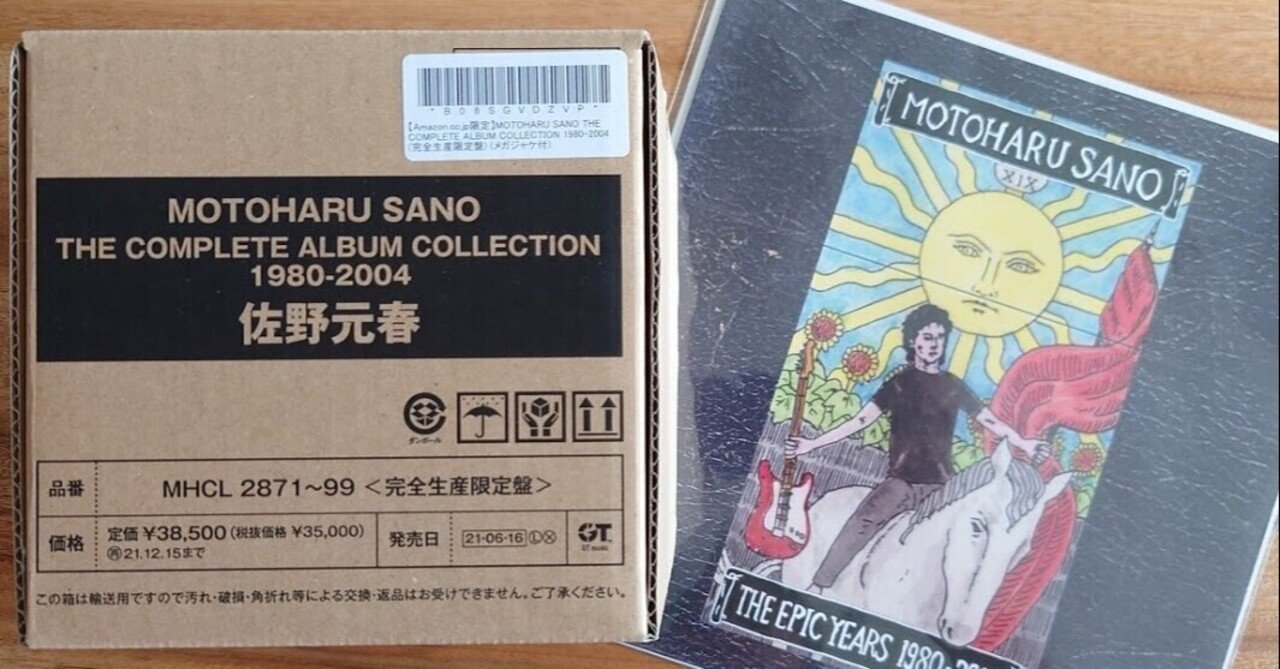 *B08SGVDZVP*
【Amazon.co.jp限定】MOTOHARU SANO THE
COMPLETE ALBUM COLLECTION 1980-2004
(完全生産限定盤)(メガジャケ付)
MOTOHARU SANO
THE COMPLETE ALBUM COLLECTION
1980-2004
佐野元春
ダンボール
品番 MHCL 2871~99 <完全生産限定盤>
価格 定価 ¥38,500(税抜価格 ¥35,000)
21.12.15まで
発売日 21-06-16 LX
GT
GT music
この箱は輸送用ですので汚れ・破損・角折れ等による交換・返品はお受けできません。ご了承ください。
MOTOHARU SANO
XIX
THE EPIC YEARS 1980-